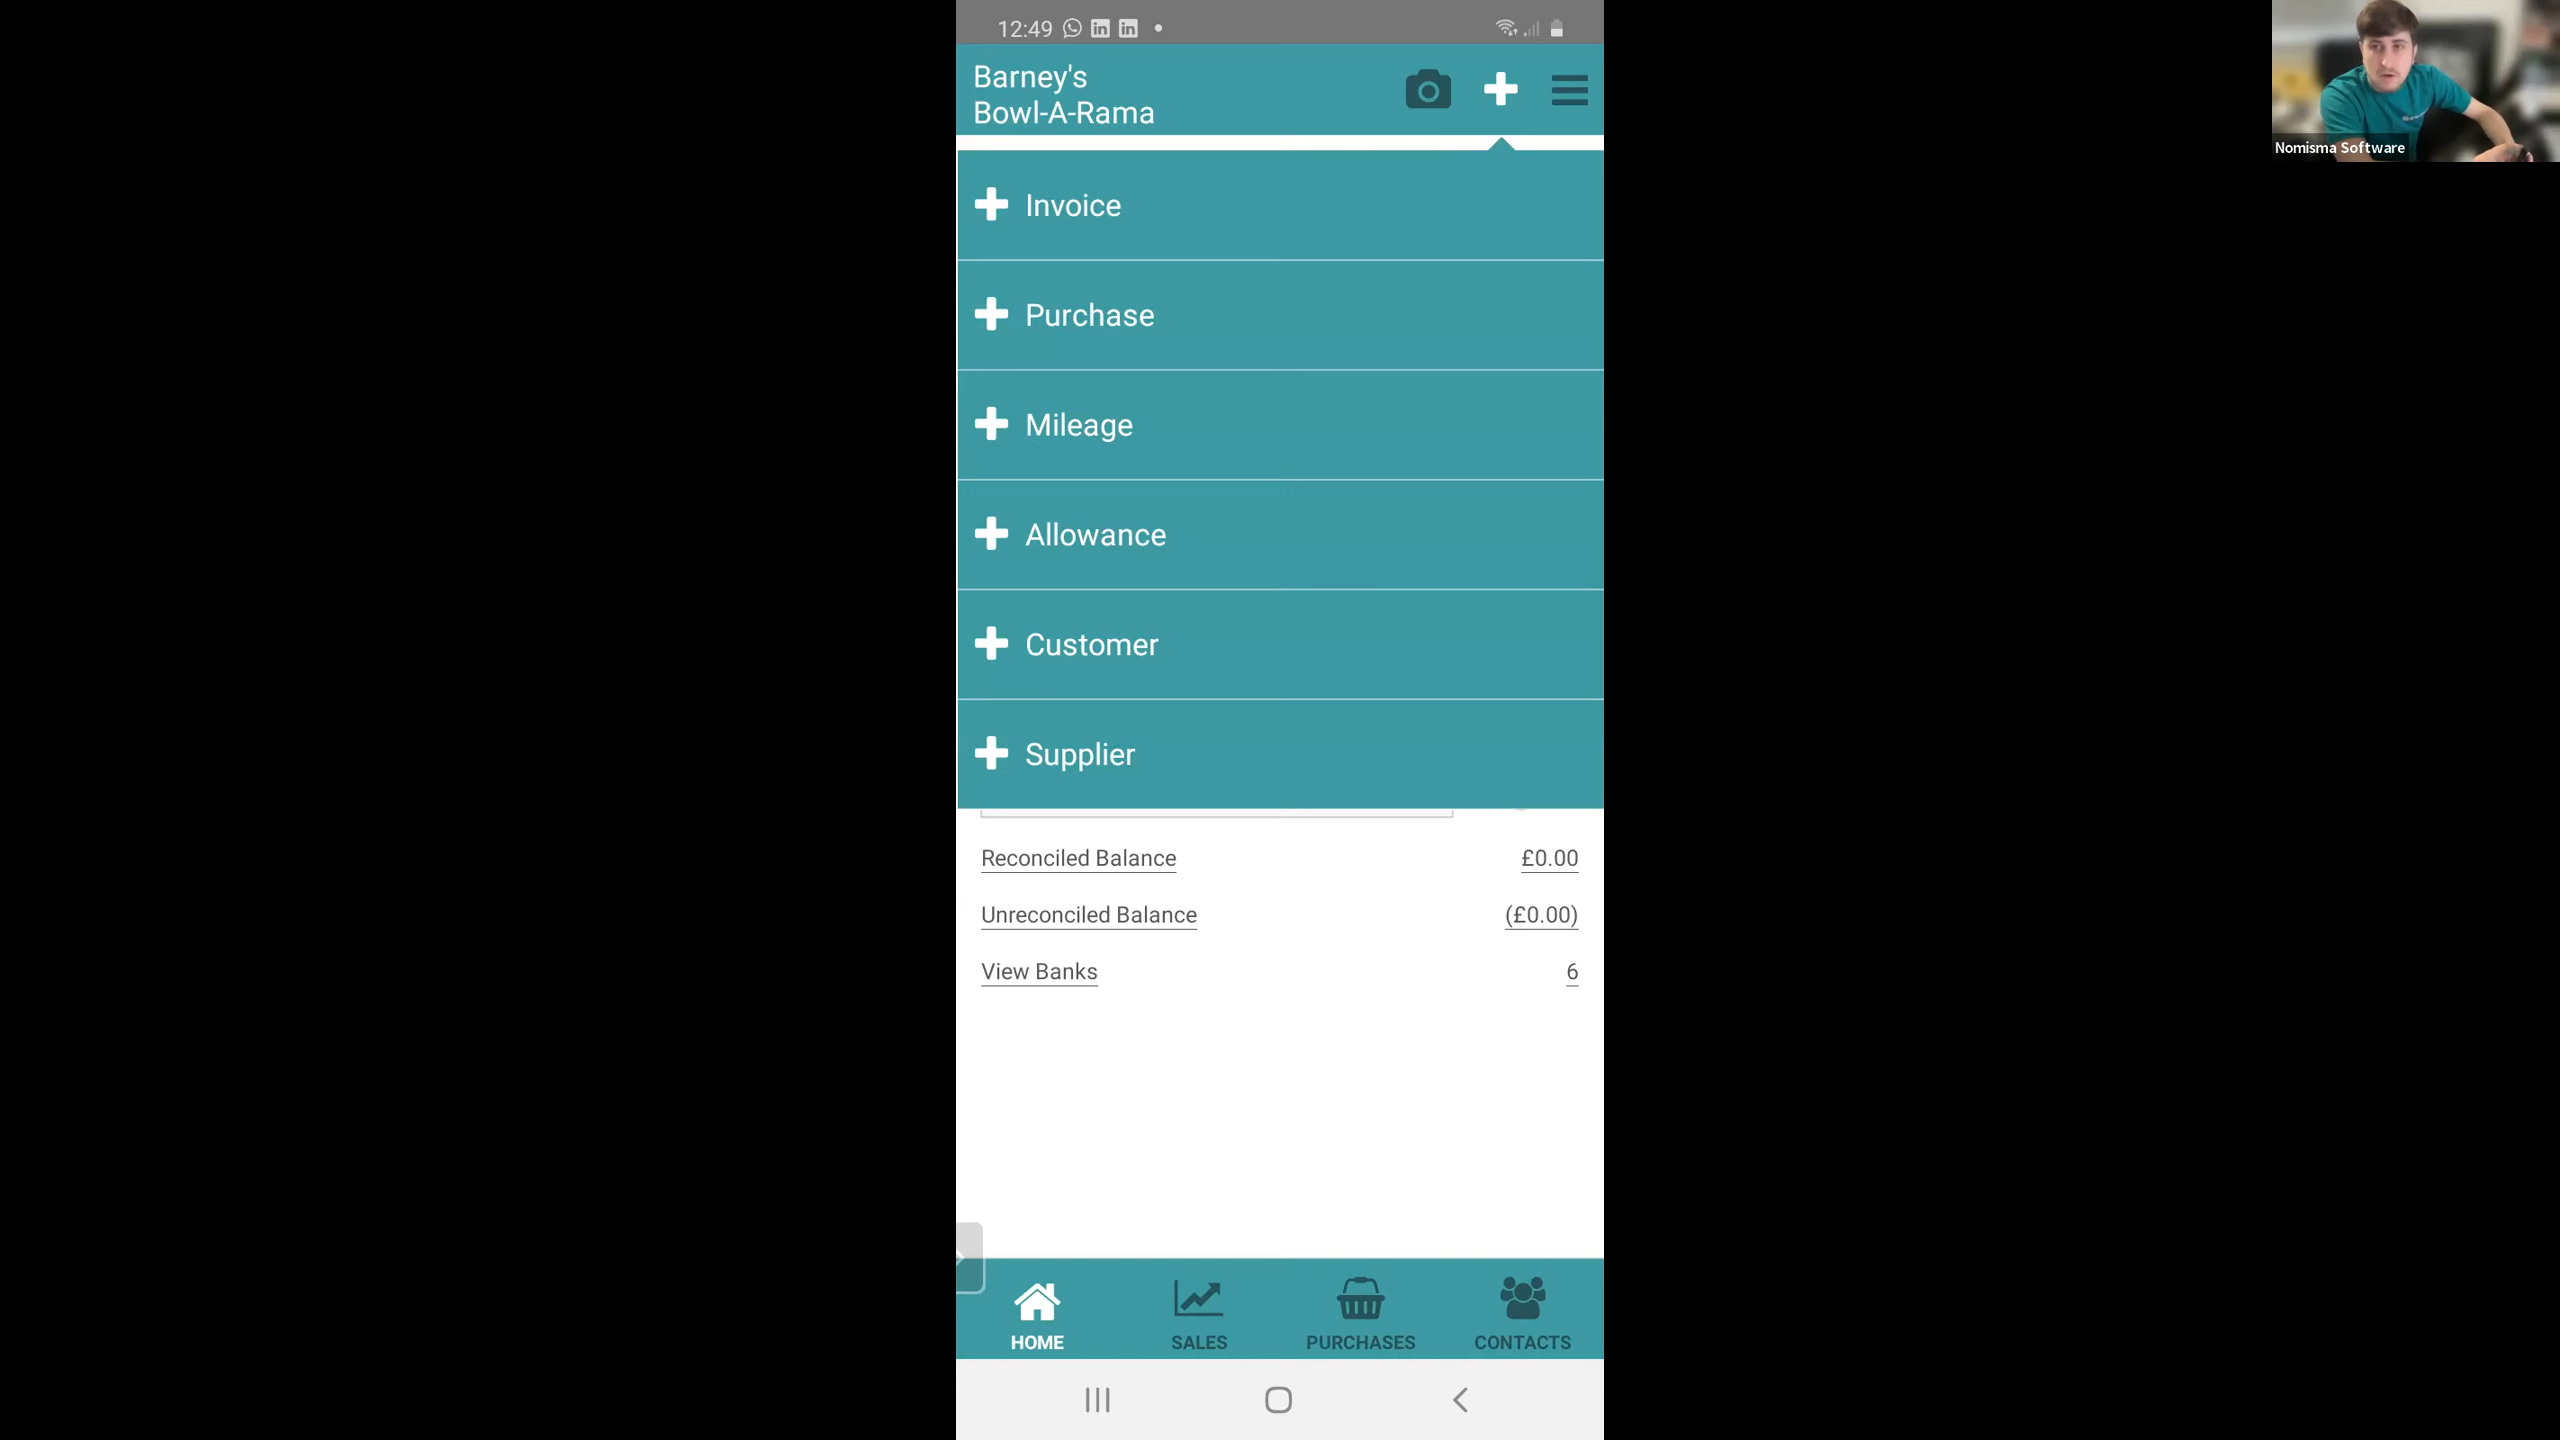 12:49
Barney's
Bowl-A-Rama
Invoice
Purchase
Mileage
Allowance
Customer
Supplier
Reconciled Balance £0.00
Unreconciled Balance (£0.00)
View Banks 6
HOME SALES PURCHASES CONTACTS
Nomisma Software